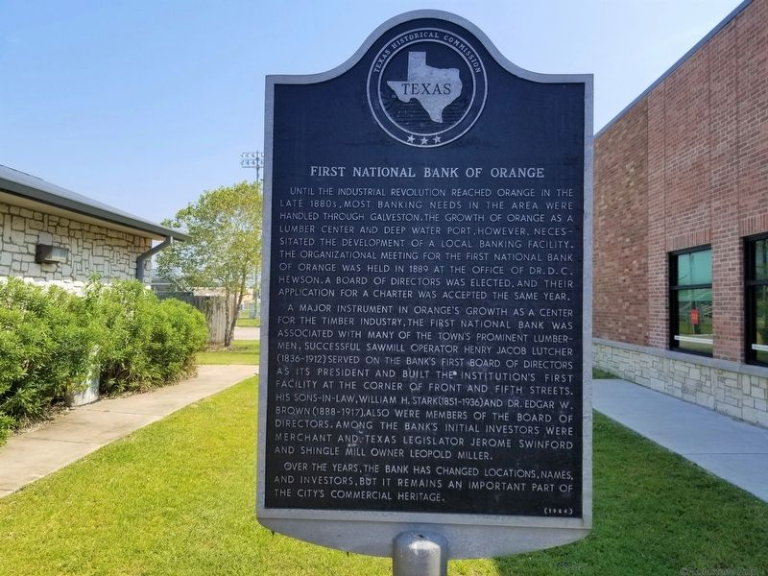 TEXAS HISTORICAL COMMISSION
TEXAS
FIRST NATIONAL BANK OF ORANGE
UNTIL THE INDUSTRIAL REVOLUTION REACHED ORANGE IN THE
LATE 1880s, MOST BANKING NEEDS IN THE AREA WERE
HANDLED THROUGH GALVESTON. THE GROWTH OF ORANGE AS A
LUMBER CENTER AND DEEP WATER PORT, HOWEVER, NECES-
SITATED THE DEVELOPMENT OF A LOCAL BANKING FACILITY.
THE ORGANIZATIONAL MEETING FOR THE FIRST NATIONAL BANK
OF ORANGE WAS HELD IN 1889 AT THE OFFICE OF DR. D. C.
HEWSON. A BOARD OF DIRECTORS WAS ELECTED, AND THEIR
APPLICATION FOR A CHARTER WAS ACCEPTED THE SAME YEAR.
A MAJOR INSTRUMENT IN ORANGE'S GROWTH AS A CENTER
FOR THE TIMBER INDUSTRY, THE FIRST NATIONAL BANK WAS
ASSOCIATED WITH MANY OF THE TOWN'S PROMINENT LUMBER-
MEN. SUCCESSFUL SAWMILL OPERATOR HENRY JACOB LUTCHER
(1836-1912) SERVED ON THE BANK'S FIRST BOARD OF DIRECTORS
AS ITS PRESIDENT AND BUILT THE INSTITUTION'S FIRST
FACILITY AT THE CORNER OF FRONT AND FIFTH STREETS.
HIS SONS-IN-LAW, WILLIAM H. STARK (1851-1936) AND DR. EDGAR W.
BROWN (1888-1917), ALSO WERE MEMBERS OF THE BOARD OF
DIRECTORS. AMONG THE BANK'S INITIAL INVESTORS WERE
MERCHANT AND TEXAS LEGISLATOR JEROME SWINFORD
AND SHINGLE MILL OWNER LEOPOLD MILLER.
OVER THE YEARS, THE BANK HAS CHANGED LOCATIONS, NAMES,
AND INVESTORS, BUT IT REMAINS AN IMPORTANT PART OF
THE CITY'S COMMERCIAL HERITAGE.